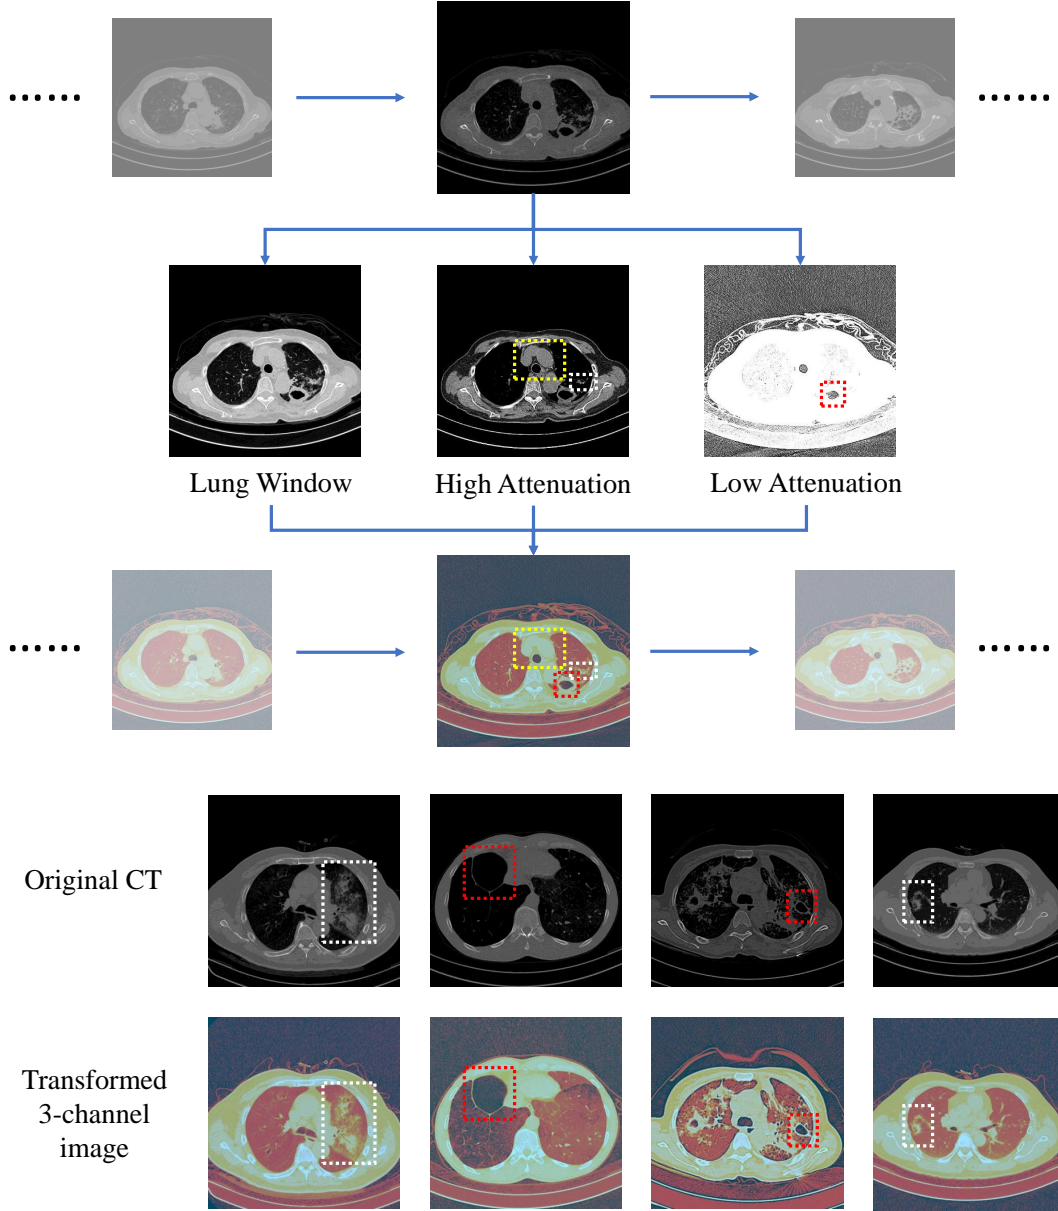 Lung Window
High Attenuation
Low Attenuation
Original CT
Transformed
3-channel
image